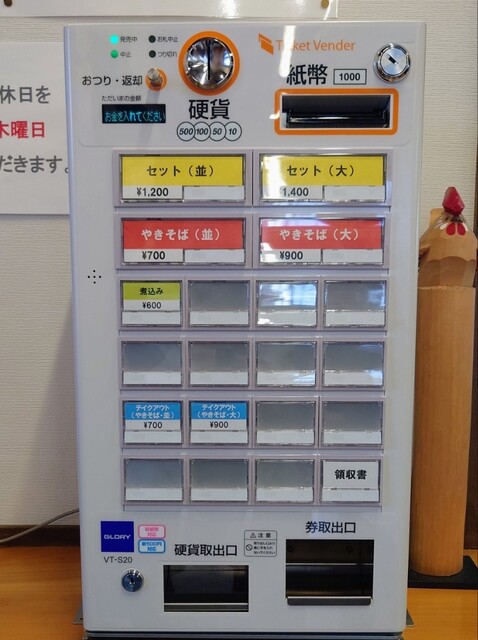 発売中
お札中止
中止
つり切れ
Ticket Vender
おつり・返却
ただいまの金額
お金を入れてください
硬貨
500 100 50 10
紙幣 1000
休日を
木曜日
だきます。
セット（並）
¥1,200
セット（大）
1,400
やきそば（並）
¥700
やきそば（大）
¥900
煮込み
¥600
テイクアウト
（やきそば・並）
¥700
テイクアウト
（やきそば・大）
¥900
領収書
GLORY
VT-S20
硬貨取出口
注意
券取出口